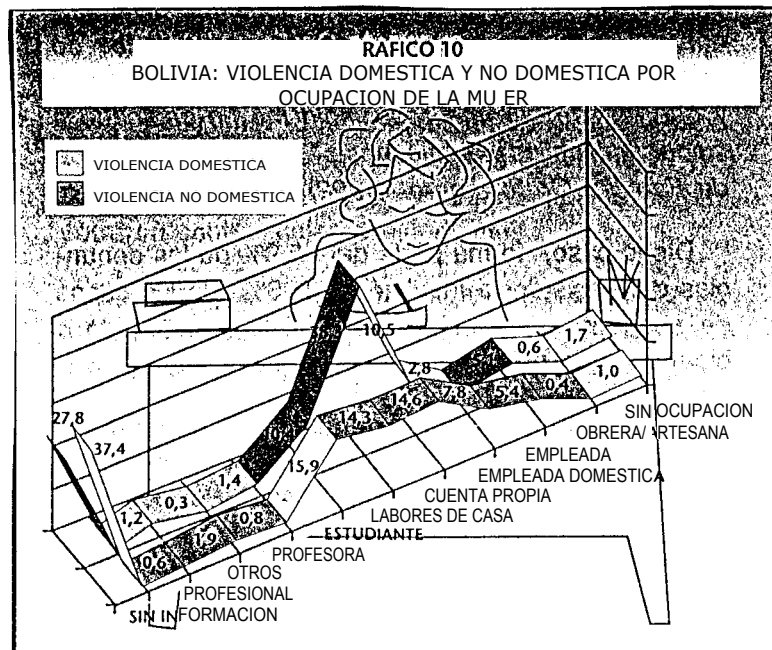 RAFICO 10
BOLIVIA: VIOLENCIA DOMESTICA Y NO DOMESTICA POR
OCUPACION DE LA MU ER
VIOLENCIA DOMESTICA
VIOLENCIA NO DOMESTICA
10,5
27,8
37,4
2,8
0,6
1,7
1,2
0,3
1,4
15,9
14,3
14,6
7,8
5,4
0,4
1,0
0,6
1,9
0,8
SIN OCUPACION
OBRERA/ RTESANA
EMPLEADA
EMPLEADA DOMESTICA
CUENTA PROPIA
LABORES DE CASA
ESTUDIANTE
PROFESORA
OTROS
PROFESIONAL
SIN INFORMACION